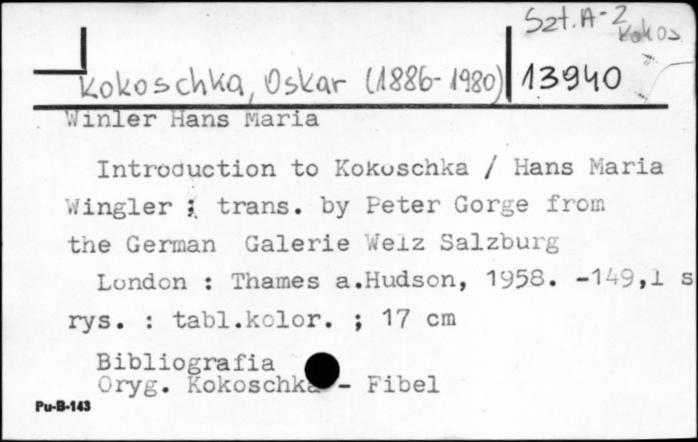 Szt. A-Z
Kokos
Kokoschka, Oskar (1886-1980) 13940
Winler Hans Maria
Introduction to Kokoschka / Hans Maria
Wingler ; trans. by Peter Gorge from
the German Galerie Welz Salzburg
London : Thames a.Hudson, 1958. -149,1 s
rys. : tabl.kolor. ; 17 cm
Bibliografia
Oryg. Kokoschka - Fibel
Pu-B-143